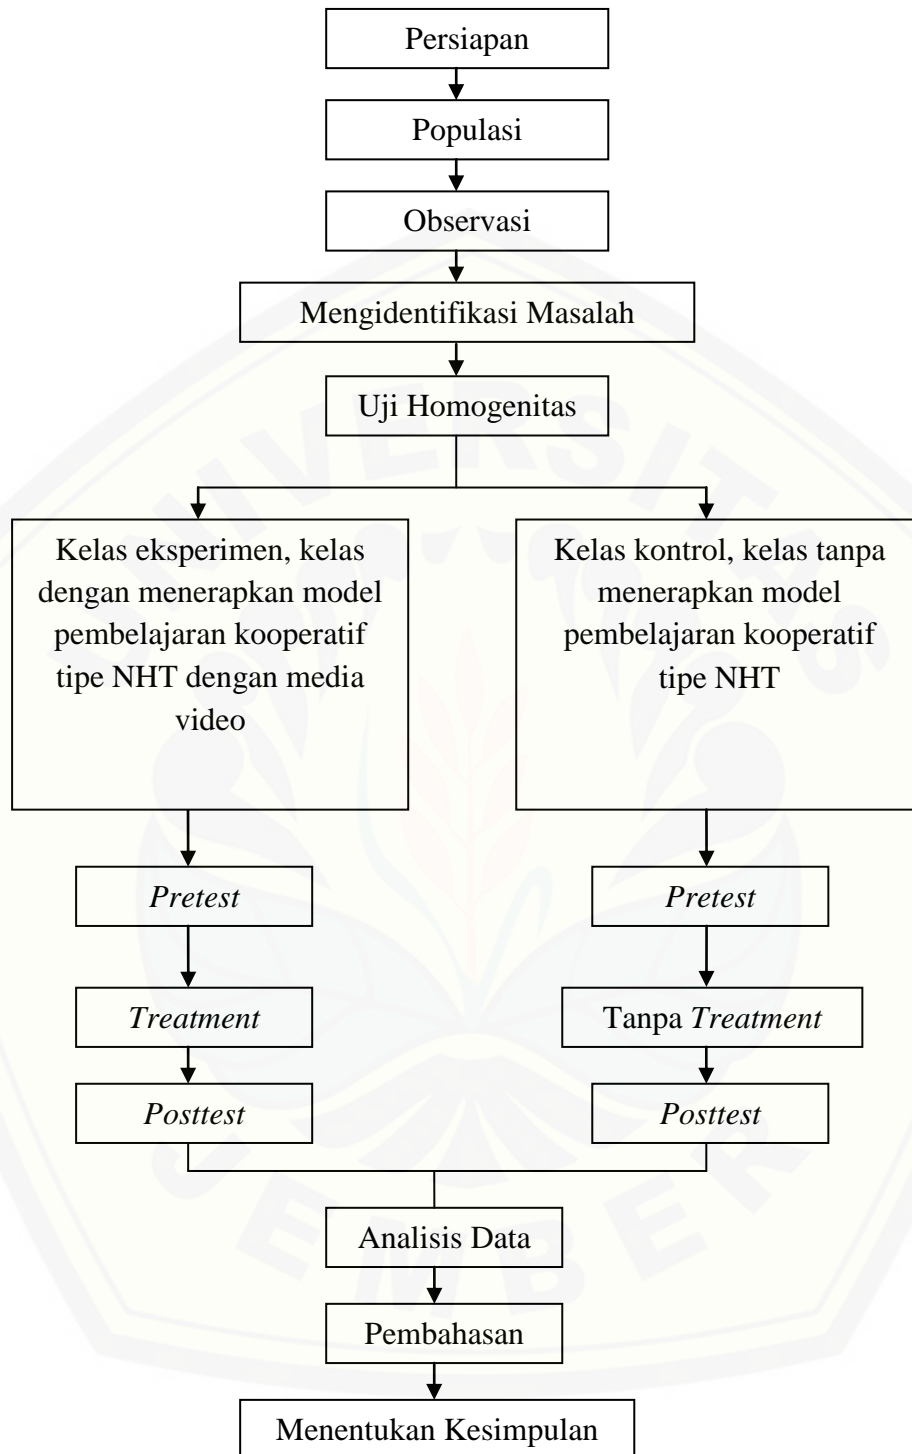 Persiapan
Populasi
Observasi
Mengidentifikasi Masalah
Uji Homogenitas
Kelas eksperimen, kelas
dengan menerapkan model
pembelajaran kooperatif
tipe NHT dengan media
video
Kelas kontrol, kelas tanpa
menerapkan model
pembelajaran kooperatif
tipe NHT
Pretest
Pretest
Treatment
Tanpa Treatment
Posttest
Posttest
Analisis Data
Pembahasan
Menentukan Kesimpulan
UNIVERSITAS
JEMBER